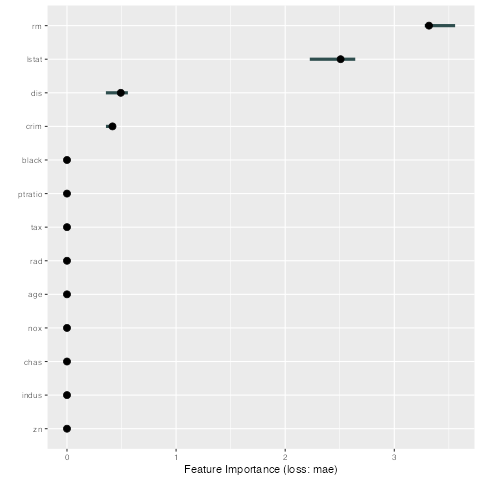 rm
lstat
dis
crim
black
ptratio
tax
rad
age
nox
chas
indus
zn
0 1 2 3
Feature Importance (loss: mae)